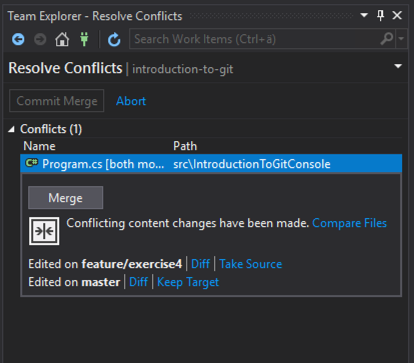 Team Explorer - Resolve Conflicts
Search Work Items (Ctrl+ä)
Resolve Conflicts | introduction-to-git
Commit Merge Abort
Conflicts (1)
Name Path
C# Program.cs [both mo... src\IntroductionToGitConsole
Merge
Conflicting content changes have been made. Compare Files
Edited on feature/exercise4 | Diff | Take Source
Edited on master | Diff | Keep Target